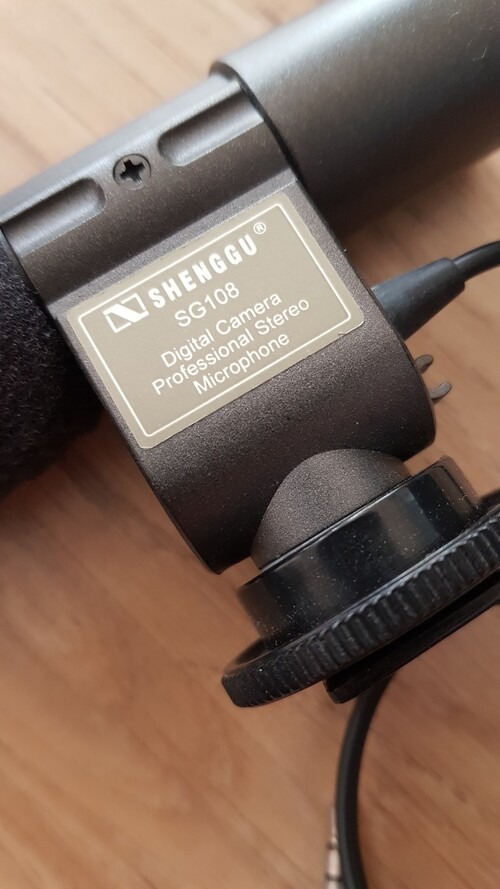 SHENGGU®
SG108
Digital Camera
Professional Stereo
Microphone